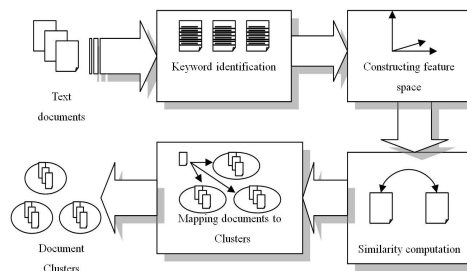 Text
documents
Keyword identification
Constructing feature
space
Similarity computation
Mapping documents to
Clusters
Document
Clusters